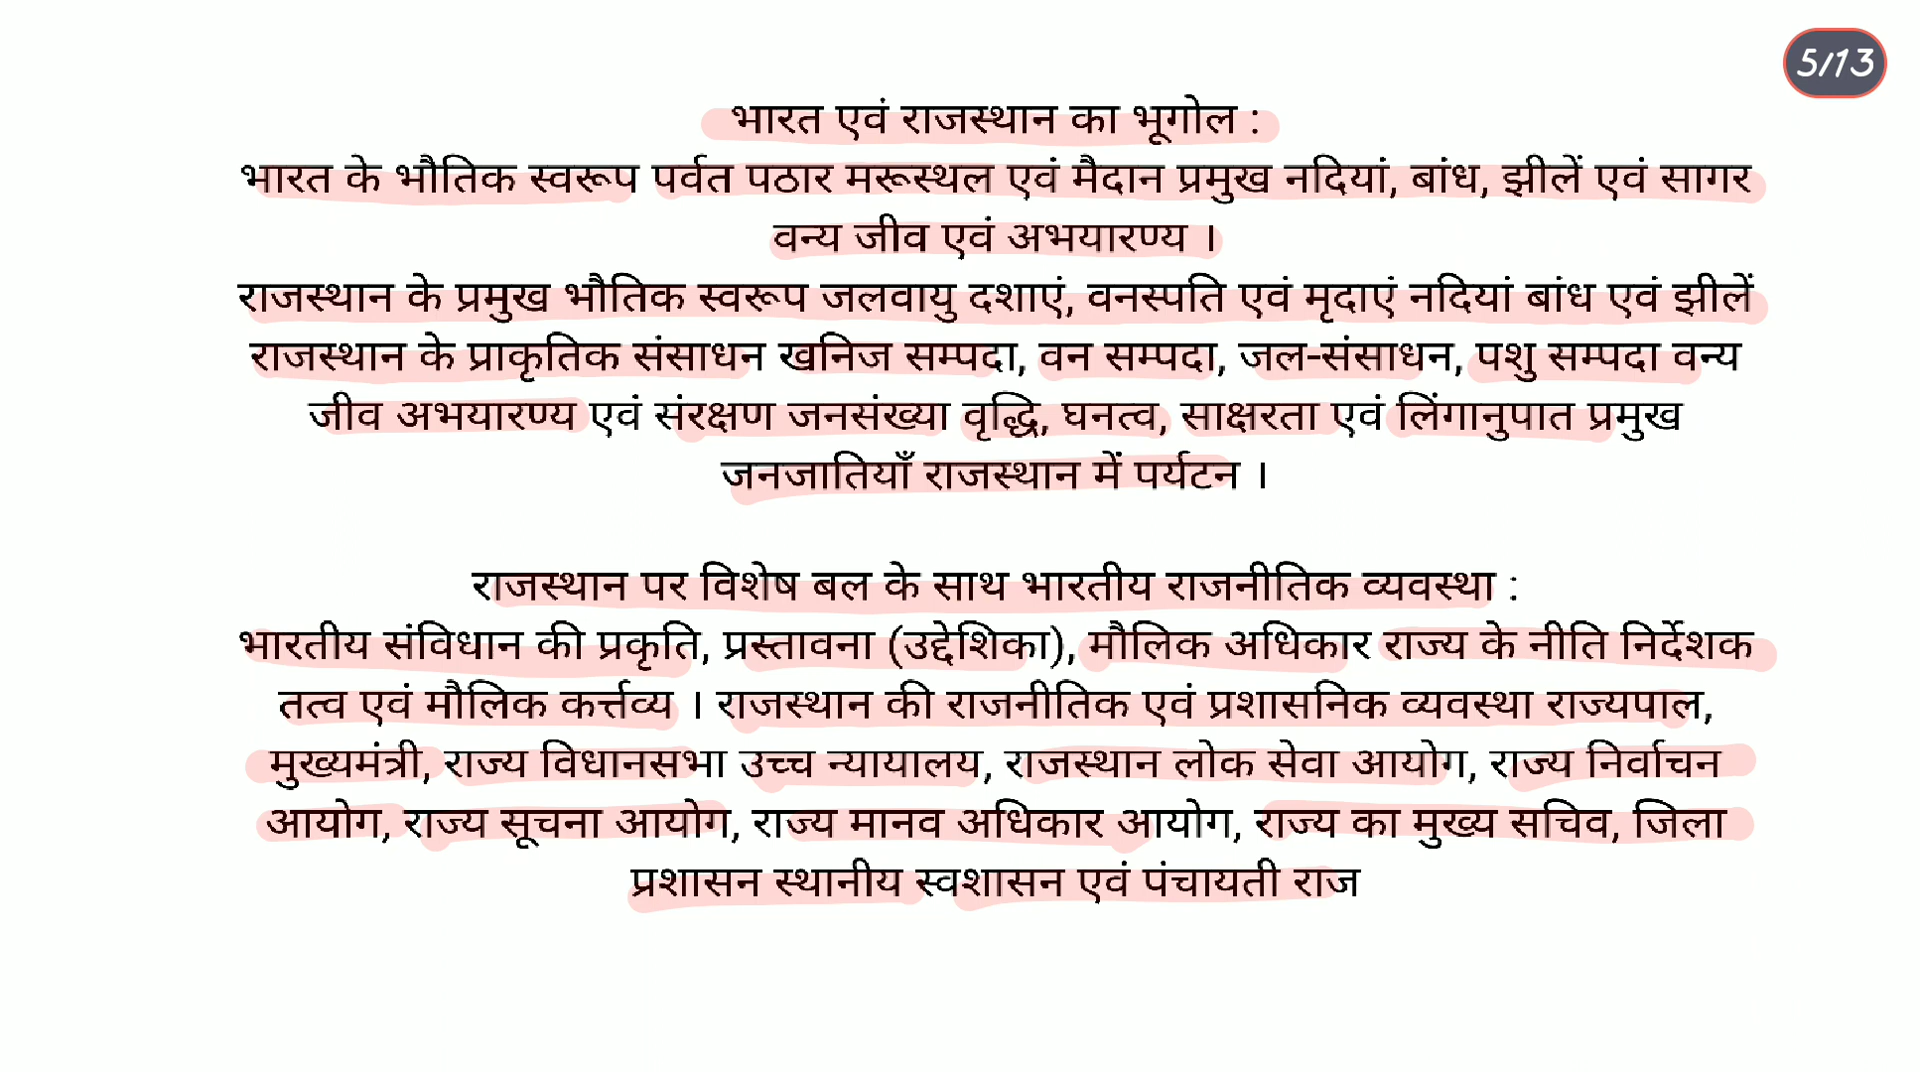 5/13
भारत एवं राजस्थान का भूगोल :
भारत के भौतिक स्वरूप पर्वत पठार मरूस्थल एवं मैदान प्रमुख नदियां, बांध, झीलें एवं सागर
वन्य जीव एवं अभयारण्य ।
राजस्थान के प्रमुख भौतिक स्वरूप जलवायु दशाएं, वनस्पति एवं मृदाएं नदियां बांध एवं झीलें
राजस्थान के प्राकृतिक संसाधन खनिज सम्पदा, वन सम्पदा, जल-संसाधन, पशु सम्पदा वन्य
जीव अभयारण्य एवं संरक्षण जनसंख्या वृद्धि, घनत्व, साक्षरता एवं लिंगानुपात प्रमुख
जनजातियाँ राजस्थान में पर्यटन ।
राजस्थान पर विशेष बल के साथ भारतीय राजनीतिक व्यवस्था :
भारतीय संविधान की प्रकृति, प्रस्तावना (उद्देशिका), मौलिक अधिकार राज्य के नीति निर्देशक
तत्व एवं मौलिक कर्त्तव्य । राजस्थान की राजनीतिक एवं प्रशासनिक व्यवस्था राज्यपाल,
मुख्यमंत्री, राज्य विधानसभा उच्च न्यायालय, राजस्थान लोक सेवा आयोग, राज्य निर्वाचन
आयोग, राज्य सूचना आयोग, राज्य मानव अधिकार आयोग, राज्य का मुख्य सचिव, जिला
प्रशासन स्थानीय स्वशासन एवं पंचायती राज